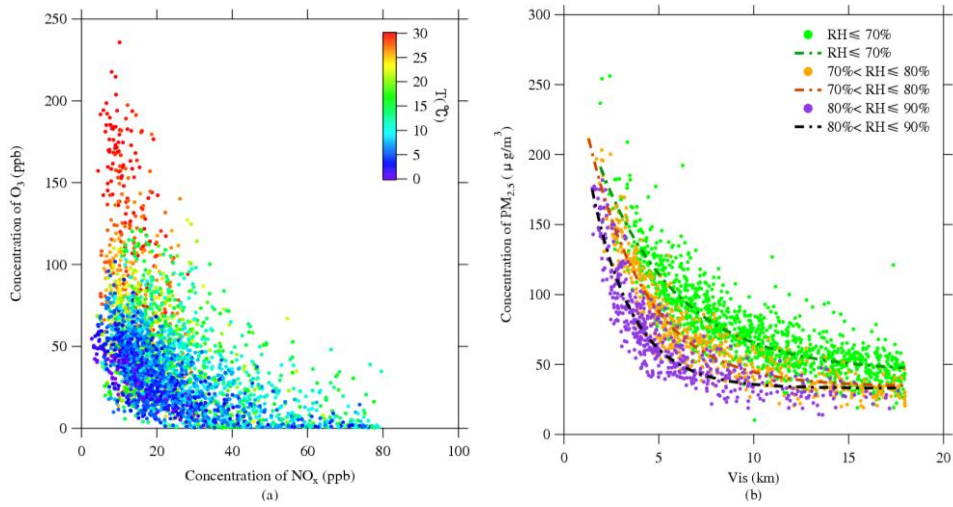 250
200
150
100
50
0
Concentration of O3 (ppb)
0
20
40
60
80
100
Concentration of NOx (ppb)
(a)
30
25
20
15
10
5
0
T(℃)
300
250
200
150
100
50
0
Concentration of PM2.5 (μg/m3)
0
5
10
15
20
Vis (km)
(b)
RH≤ 70%
RH≤ 70%
70%< RH≤ 80%
70%< RH≤ 80%
80%< RH≤ 90%
80%< RH≤ 90%